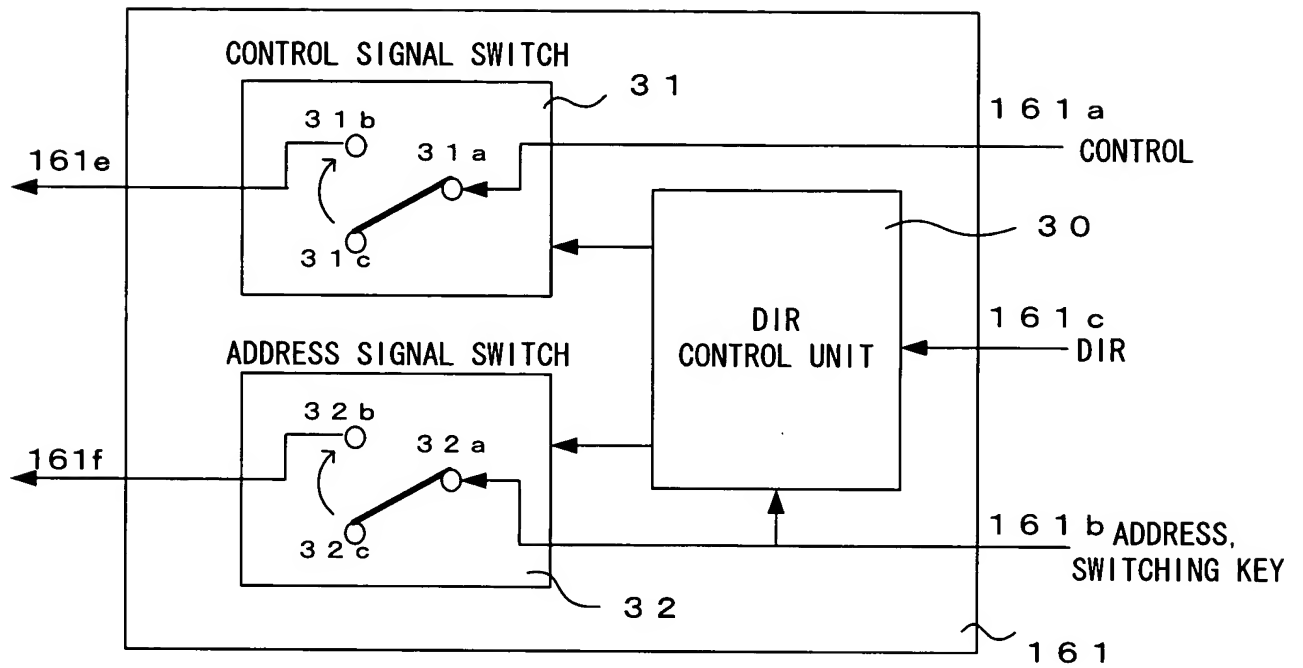 CONTROL SIGNAL SWITCH
31
31b
31a
31c
161e
161a
CONTROL
30
DIR
CONTROL UNIT
161c
DIR
ADDRESS SIGNAL SWITCH
32b
32a
32c
161f
161b ADDRESS,
SWITCHING KEY
32
161